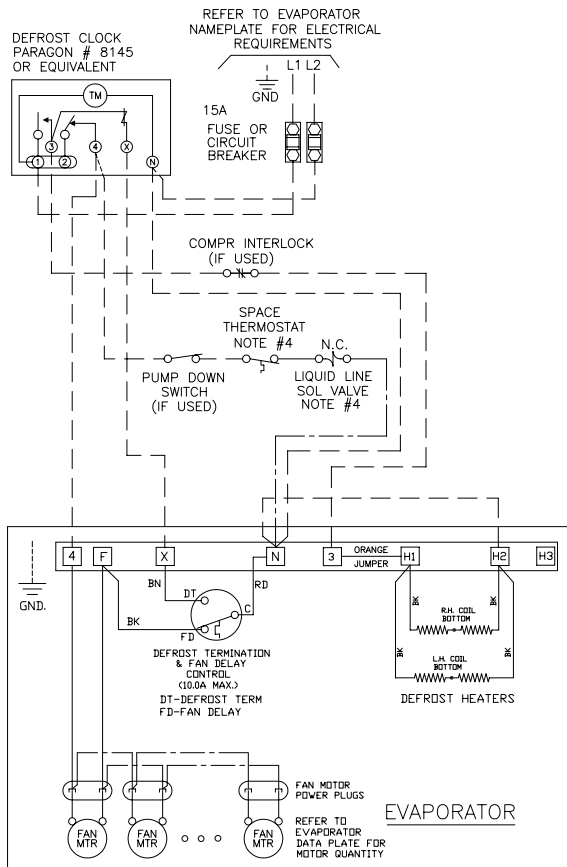 REFER TO EVAPORATOR
NAMEPLATE FOR ELECTRICAL
REQUIREMENTS
DEFROST CLOCK
PARAGON # 8145
OR EQUIVALENT
L1 L2
GND
15A
FUSE OR
CIRCUIT
BREAKER
TM
3
4
X
1
2
N
COMPR INTERLOCK
(IF USED)
SPACE
THERMOSTAT
NOTE #4
N.C.
PUMP DOWN
SWITCH
(IF USED)
LIQUID LINE
SOL VALVE
NOTE #4
4
F
X
N
3
ORANGE
JUMPER
H1
H2
H3
GND.
BN
DT
RD
C
BK
FD
BK
BK
R.H. COIL
BOTTOM
BK
BK
L.H. COIL
BOTTOM
DEFROST TERMINATION
& FAN DELAY
CONTROL
(10.0A MAX.)
DT-DEFROST TERM
FD-FAN DELAY
DEFROST HEATERS
FAN MOTOR
POWER PLUGS
EVAPORATOR
FAN
MTR
FAN
MTR
FAN
MTR
REFER TO
EVAPORATOR
DATA PLATE FOR
MOTOR QUANTITY